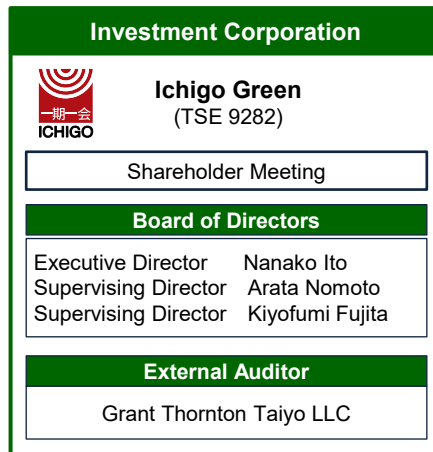 Investment Corporation
一期一会
ICHIGO
Ichigo Green
(TSE 9282)
Shareholder Meeting
Board of Directors
Executive Director Nanako Ito
Supervising Director Arata Nomoto
Supervising Director Kiyofumi Fujita
External Auditor
Grant Thornton Taiyo LLC